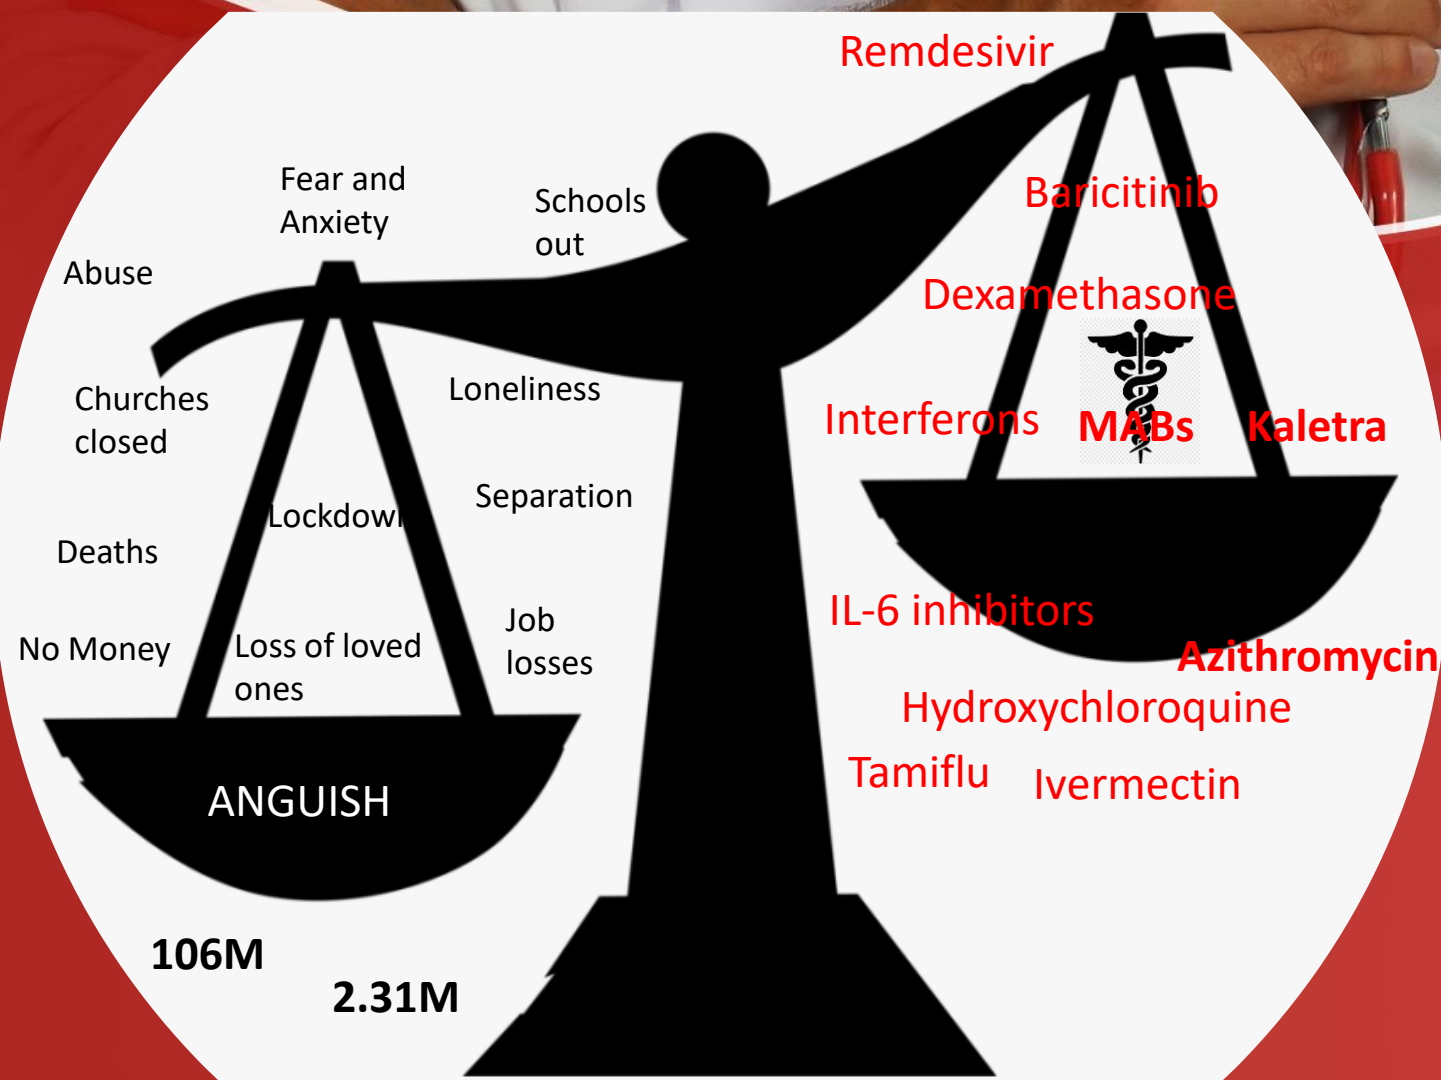 Remdesivir
Fear and
Anxiety
Schools
out
Baricitinib
Abuse
Dexamethasone
Churches
closed
Loneliness
Interferons
MABs
Kaletra
Lockdown
Separation
Deaths
IL-6 inhibitors
No Money
Loss of loved
ones
Job
losses
Azithromycin
Hydroxychloroquine
Tamiflu
Ivermectin
ANGUISH
106M
2.31M